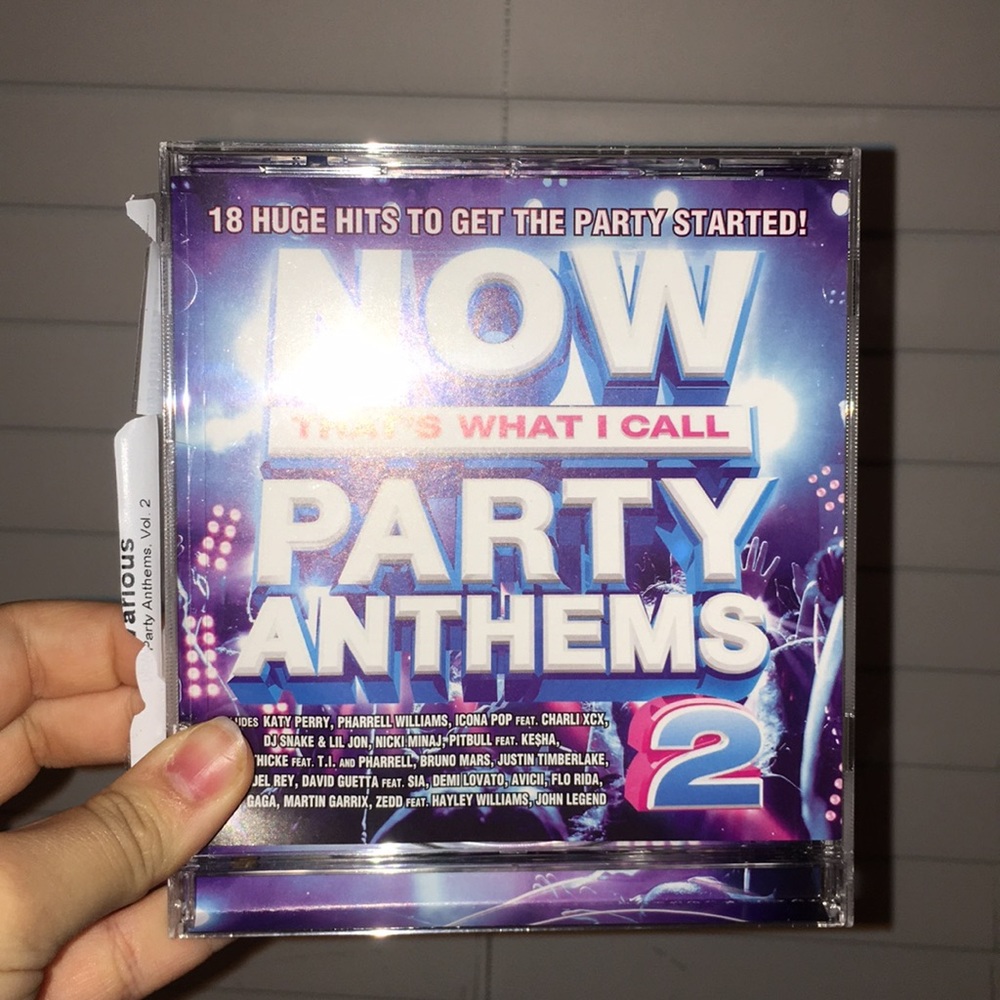 18 HUGE HITS TO GET THE PARTY STARTED!
NOW
THAT'S WHAT I CALL
PARTY
ANTHEMS
2
KATY PERRY, PHARRELL WILLIAMS, ICONA POP FEAT. CHARLI XCX,
DJ SNAKE & LIL JON, NICKI MINAJ, PITBULL FEAT. KE$HA,
THICKE FEAT. T.I. AND PHARRELL, BRUNO MARS, JUSTIN TIMBERLAKE,
REY, DAVID GUETTA FEAT. SIA, DEMI LOVATO, AVICII, FLO RIDA,
GAGA, MARTIN GARRIX, ZEDD FEAT. HAYLEY WILLIAMS, JOHN LEGEND
Various
Party Anthems. Vol. 2